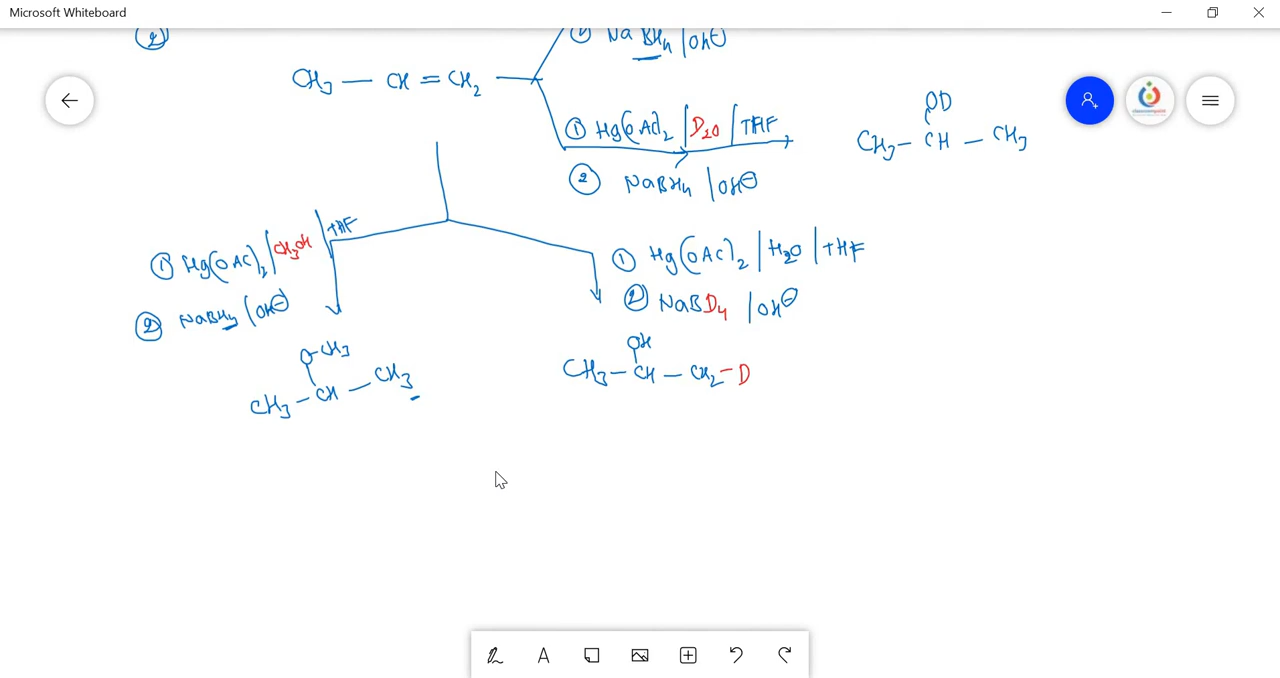 Microsoft Whiteboard
②
① NaBH4 | OH⊖
CH3 — CH = CH2
① Hg(OAc)2 | D2O | THF
② NaBH4 | OH⊖
OD
CH3 — CH — CH3
① Hg(OAc)2 | CH3OH | THF
② NaBH4 | OH⊖
O—CH3
CH3 — CH — CH3
① Hg(OAc)2 | H2O | THF
② NaBD4 | OH⊖
OH
CH3 — CH — CH2 — D
A